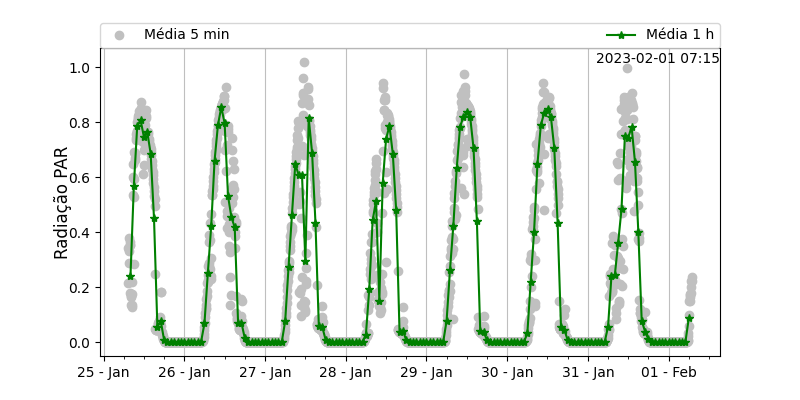 Média 5 min
Média 1 h
2023-02-01 07:15
Radiação PAR
1.0
0.8
0.6
0.4
0.2
0.0
25 - Jan
26 - Jan
27 - Jan
28 - Jan
29 - Jan
30 - Jan
31 - Jan
01 - Feb